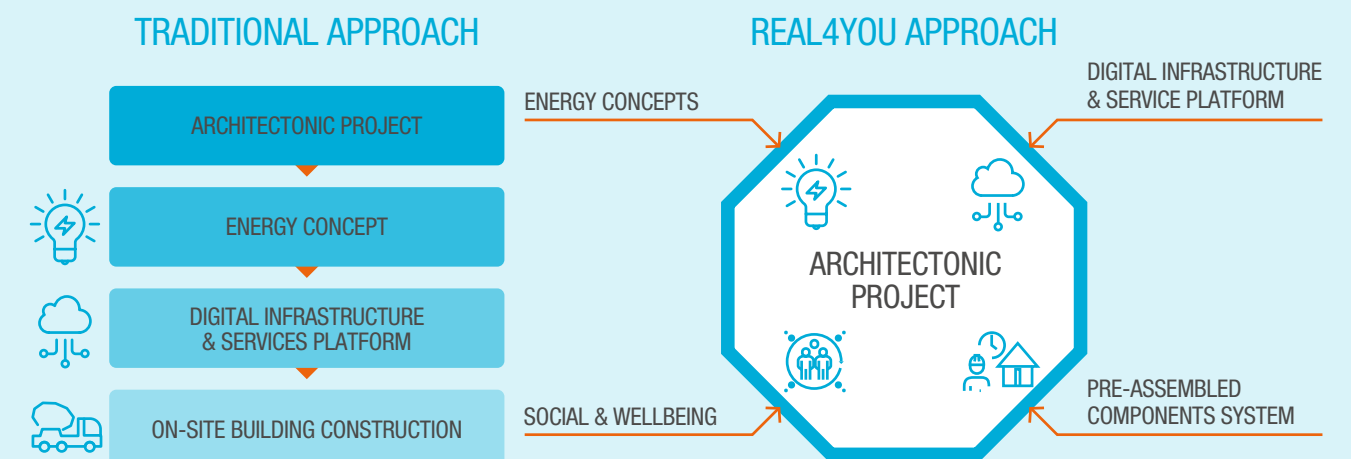 TRADITIONAL APPROACH
ARCHITECTONIC PROJECT
ENERGY CONCEPT
DIGITAL INFRASTRUCTURE
& SERVICES PLATFORM
ON-SITE BUILDING CONSTRUCTION
REAL4YOU APPROACH
ENERGY CONCEPTS
DIGITAL INFRASTRUCTURE
& SERVICE PLATFORM
ARCHITECTONIC
PROJECT
SOCIAL & WELLBEING
PRE-ASSEMBLED
COMPONENTS SYSTEM